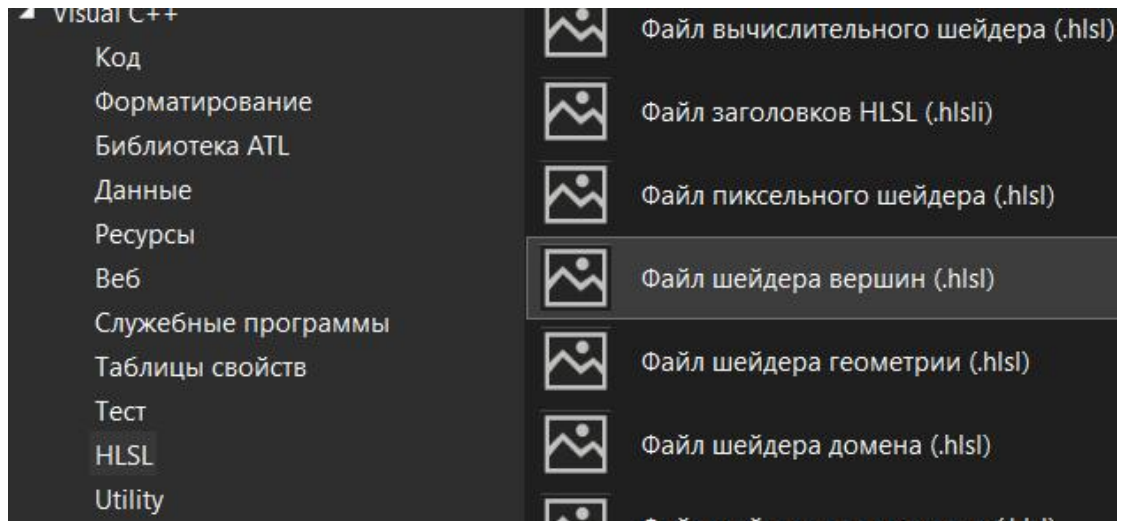 Visual C++
Код
Форматирование
Библиотека ATL
Данные
Ресурсы
Веб
Служебные программы
Таблицы свойств
Тест
HLSL
Utility
Файл вычислительного шейдера (.hlsl)
Файл заголовков HLSL (.hlsli)
Файл пиксельного шейдера (.hlsl)
Файл шейдера вершин (.hlsl)
Файл шейдера геометрии (.hlsl)
Файл шейдера домена (.hlsl)